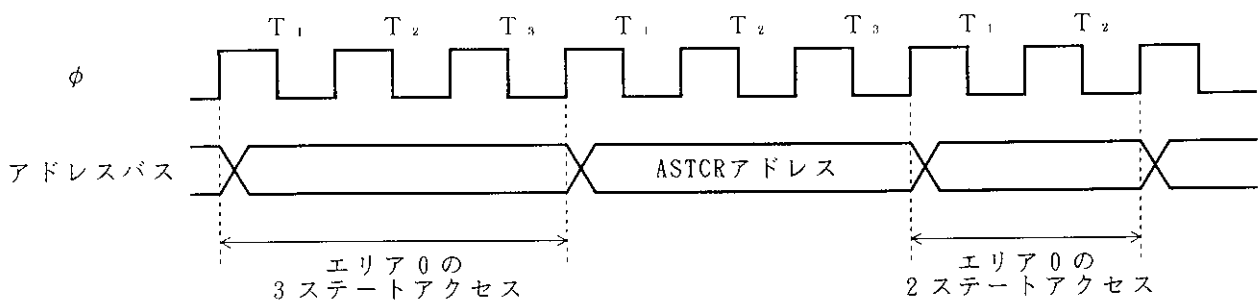 T₁ T₂ T₃ T₁ T₂ T₃ T₁ T₂
φ
アドレスバス
ASTCRアドレス
エリア0の
3ステートアクセス
エリア0の
2ステートアクセス